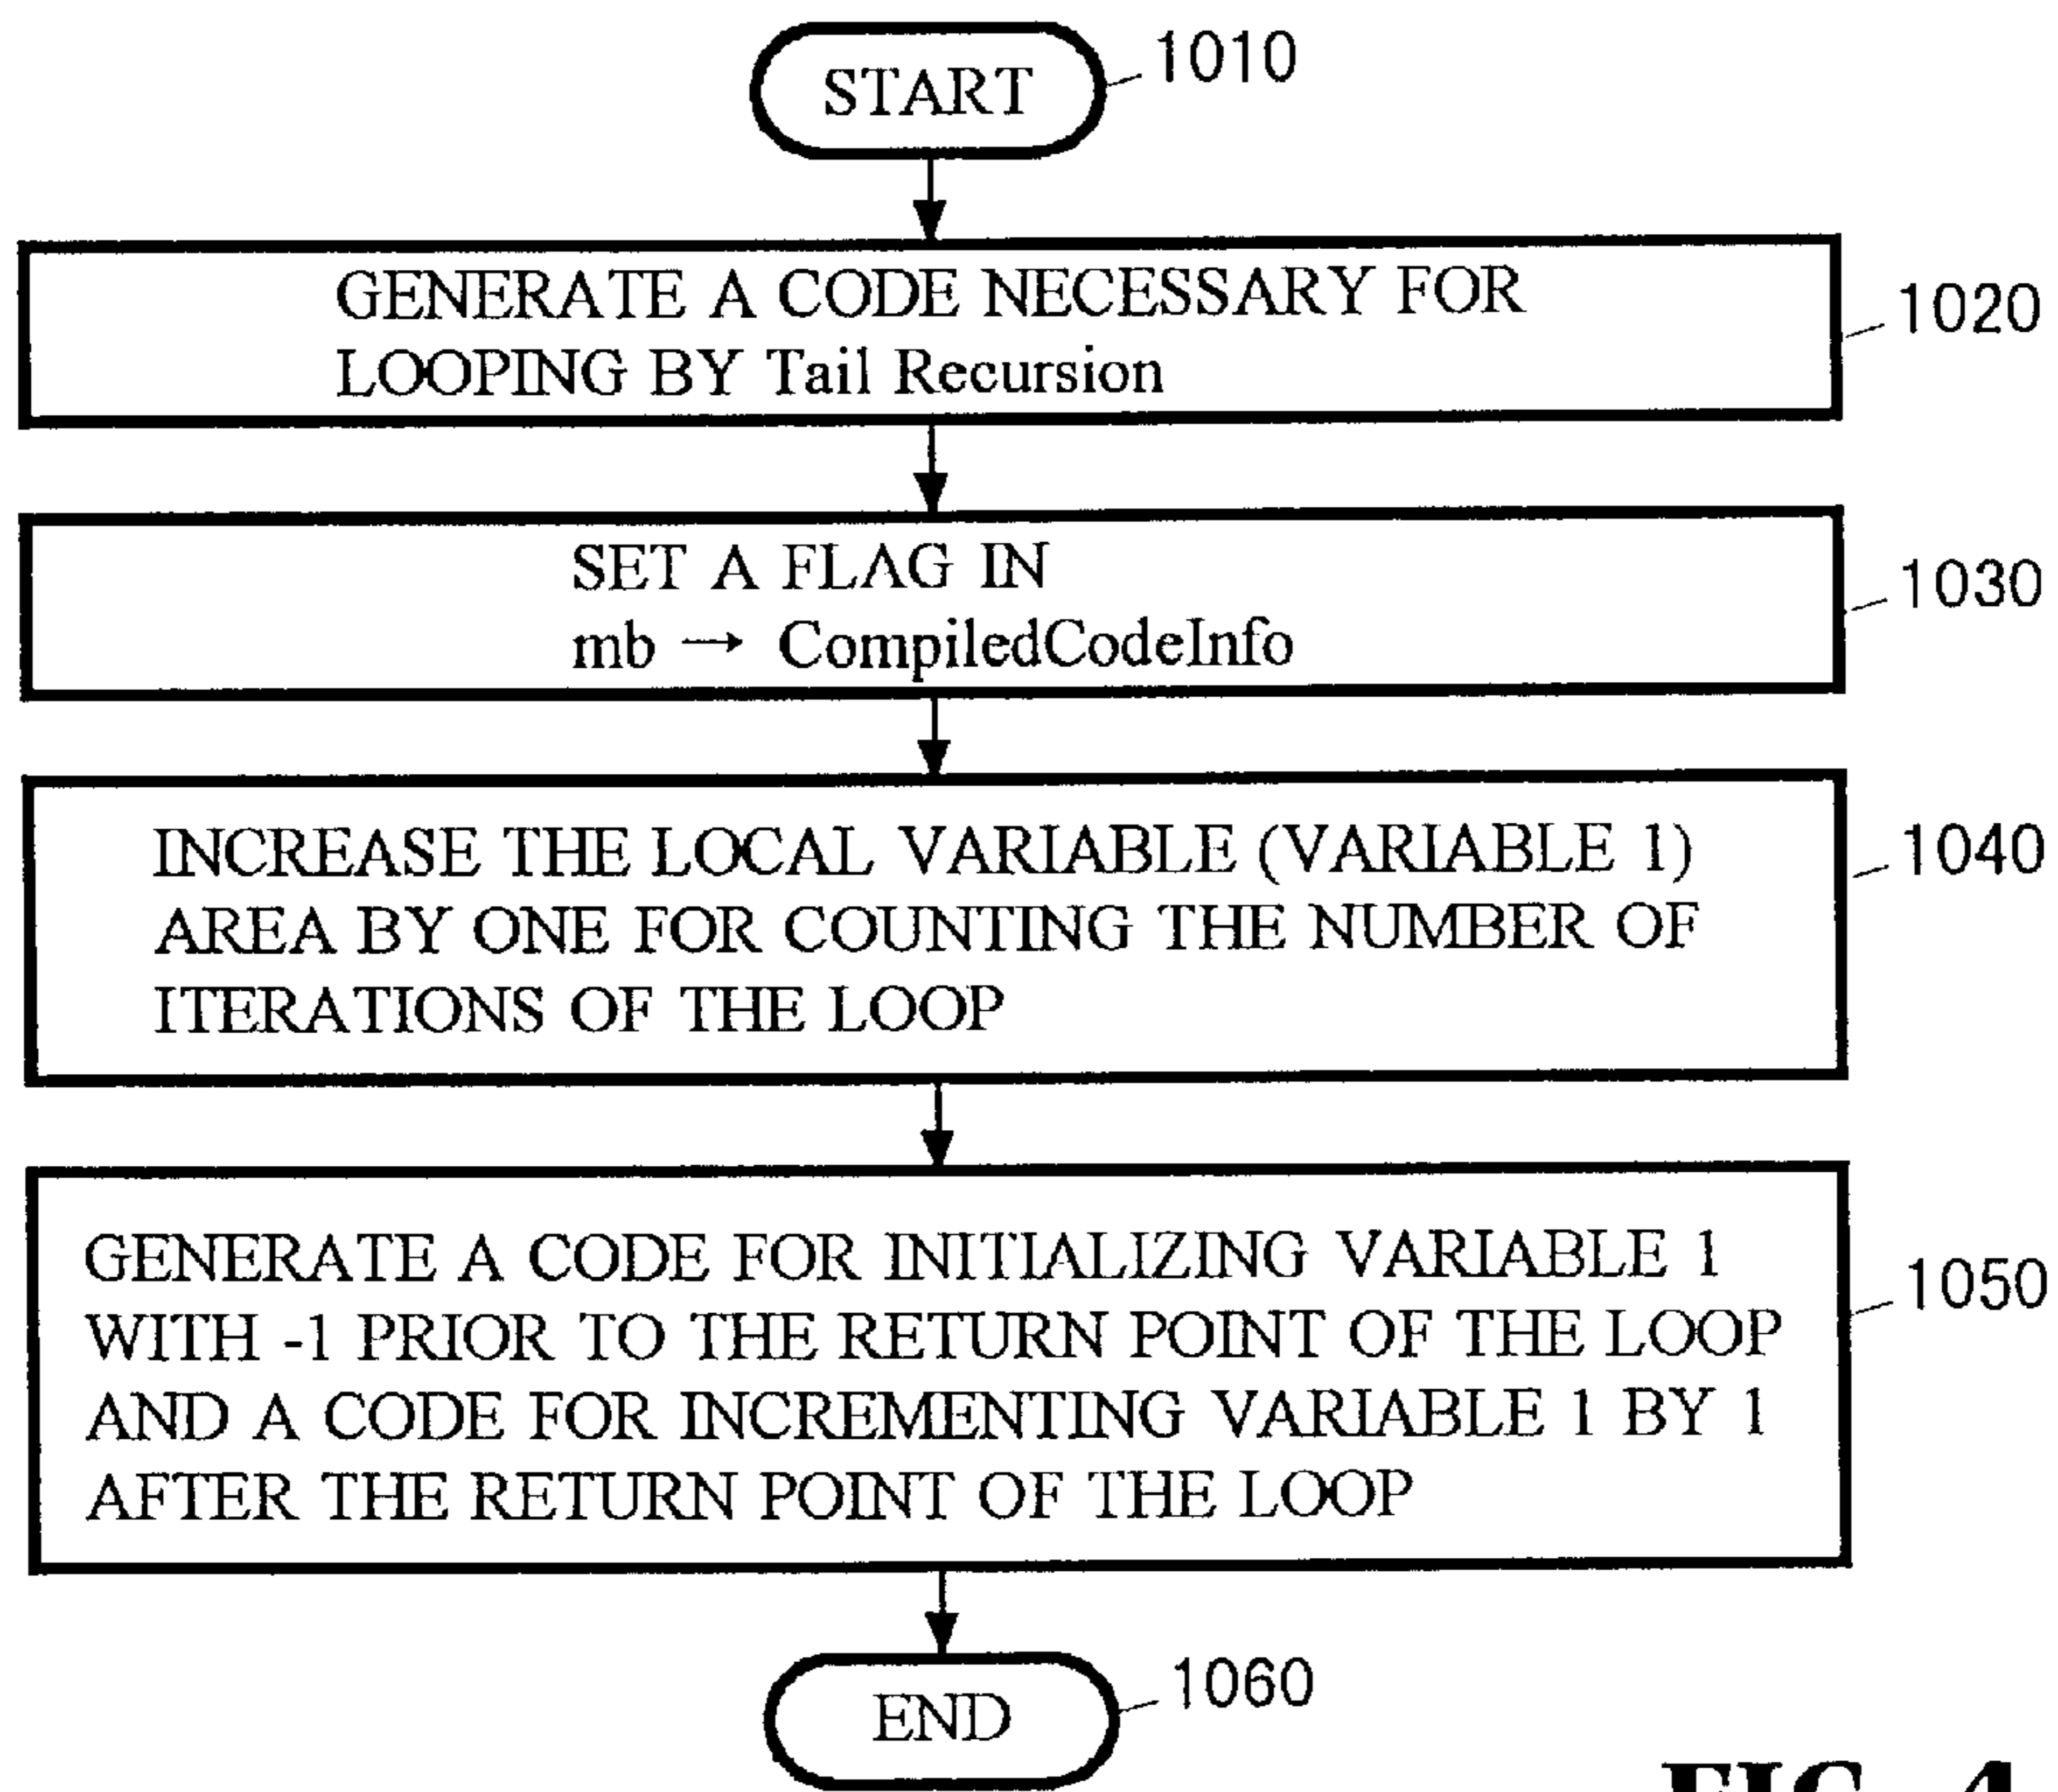 START
1010
GENERATE A CODE NECESSARY FOR
LOOPING BY Tail Recursion
1020
SET A FLAG IN
mb → CompiledCodeInfo
1030
INCREASE THE LOCAL VARIABLE (VARIABLE 1)
AREA BY ONE FOR COUNTING THE NUMBER OF
ITERATIONS OF THE LOOP
1040
GENERATE A CODE FOR INITIALIZING VARIABLE 1
WITH -1 PRIOR TO THE RETURN POINT OF THE LOOP
AND A CODE FOR INCREMENTING VARIABLE 1 BY 1
AFTER THE RETURN POINT OF THE LOOP
1050
END
1060
FIG. 4